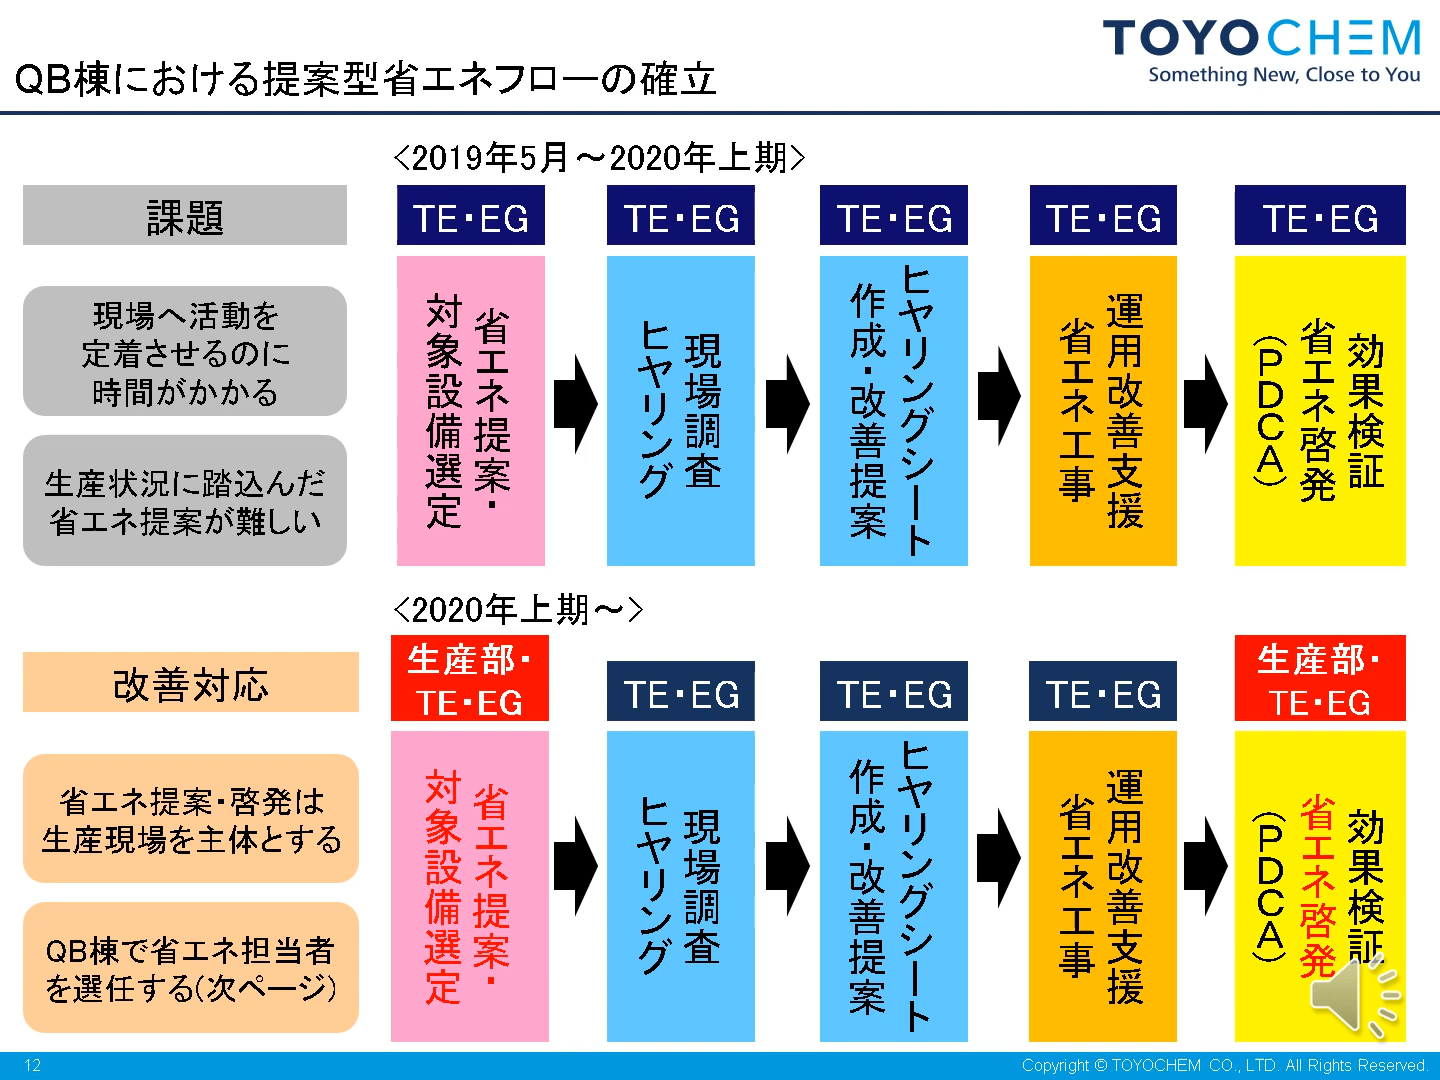 TOYOCHEM
Something New, Close to You
QB棟における提案型省エネフローの確立
<2019年5月～2020年上期>
課題
現場へ活動を
定着させるのに
時間がかかる
生産状況に踏込んだ
省エネ提案が難しい
TE・EG
省エネ提案・
対象設備選定
TE・EG
現場調査
ヒヤリング
TE・EG
ヒヤリングシート
作成・改善提案
TE・EG
運用改善支援
省エネ工事
TE・EG
効果検証
省エネ啓発
（PDCA）
<2020年上期～>
改善対応
省エネ提案・啓発は
生産現場を主体とする
QB棟で省エネ担当者
を選任する(次ページ)
生産部・
TE・EG
省エネ提案・
対象設備選定
TE・EG
現場調査
ヒヤリング
TE・EG
ヒヤリングシート
作成・改善提案
TE・EG
運用改善支援
省エネ工事
生産部・
TE・EG
効果検証
省エネ啓発
（PDCA）
12
Copyright © TOYOCHEM CO., LTD. All Rights Reserved.